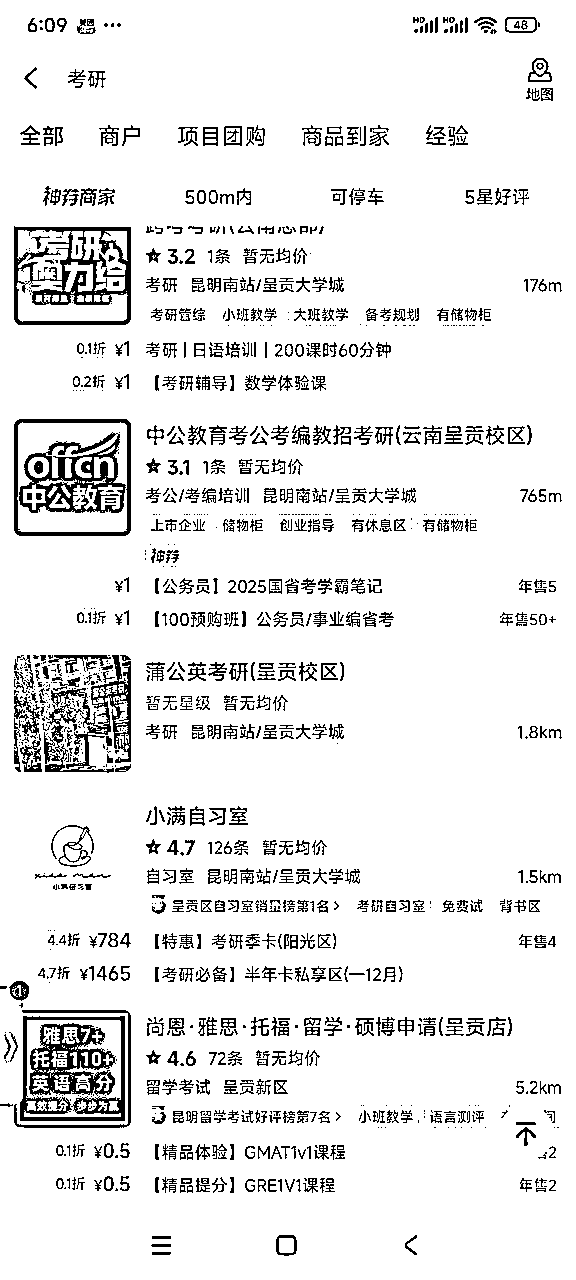 6:09 ··· 48
考研
地图
全部 商户 项目团购 商品到家 经验
神券商家 500m内 可停车 5星好评
跨考考研(云南总部)
3.2 1条 暂无均价
考研 昆明南站/呈贡大学城 176m
考研管综 小班教学 大班教学 备考规划 有储物柜
0.1折 ¥1 考研|日语培训|200课时60分钟
0.2折 ¥1 【考研辅导】数学体验课
offcn
中公教育
中公教育考公考编教招考研(云南呈贡校区)
3.1 1条 暂无均价
考公/考编培训 昆明南站/呈贡大学城 765m
上市企业 储物柜 创业指导 有休息区 有储物柜
神券
¥1 【公务员】2025国省考学霸笔记 年售5
0.1折 ¥1 【100预购班】公务员/事业编省考 年售50+
蒲公英考研(呈贡校区)
暂无星级 暂无均价
考研 昆明南站/呈贡大学城 1.8km
小满自习室
小满自习室
4.7 126条 暂无均价
自习室 昆明南站/呈贡大学城 1.5km
呈贡区自习室销量榜第1名> 考研自习室 免费试 背书区
4.4折 ¥784 【特惠】考研季卡(阳光区) 年售4
4.7折 ¥1465 【考研必备】半年卡私享区(一12月)
雅思7+
托福110+
英语高分
尚恩·雅思·托福·留学·硕博申请(呈贡店)
4.6 72条 暂无均价
留学考试 呈贡新区 5.2km
昆明留学考试好评榜第7名> 小班教学 语言测评 间
0.1折 ¥0.5 【精品体验】GMAT1v1课程 2
0.1折 ¥0.5 【精品提分】GRE1V1课程 年售2